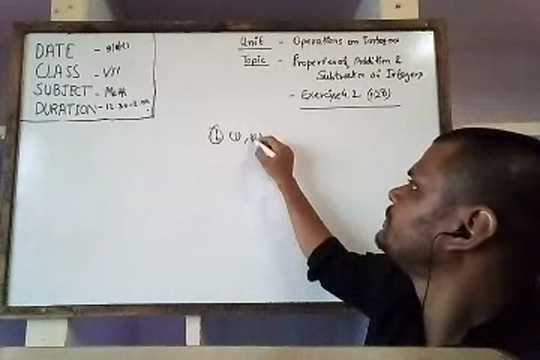 DATE -
CLASS - VII
SUBJECT - Math
DURATION -
Unit - Operations on Integers
Topic - Properties of Addition &
Subtraction of Integers
- Exercise 4.2
① (i),